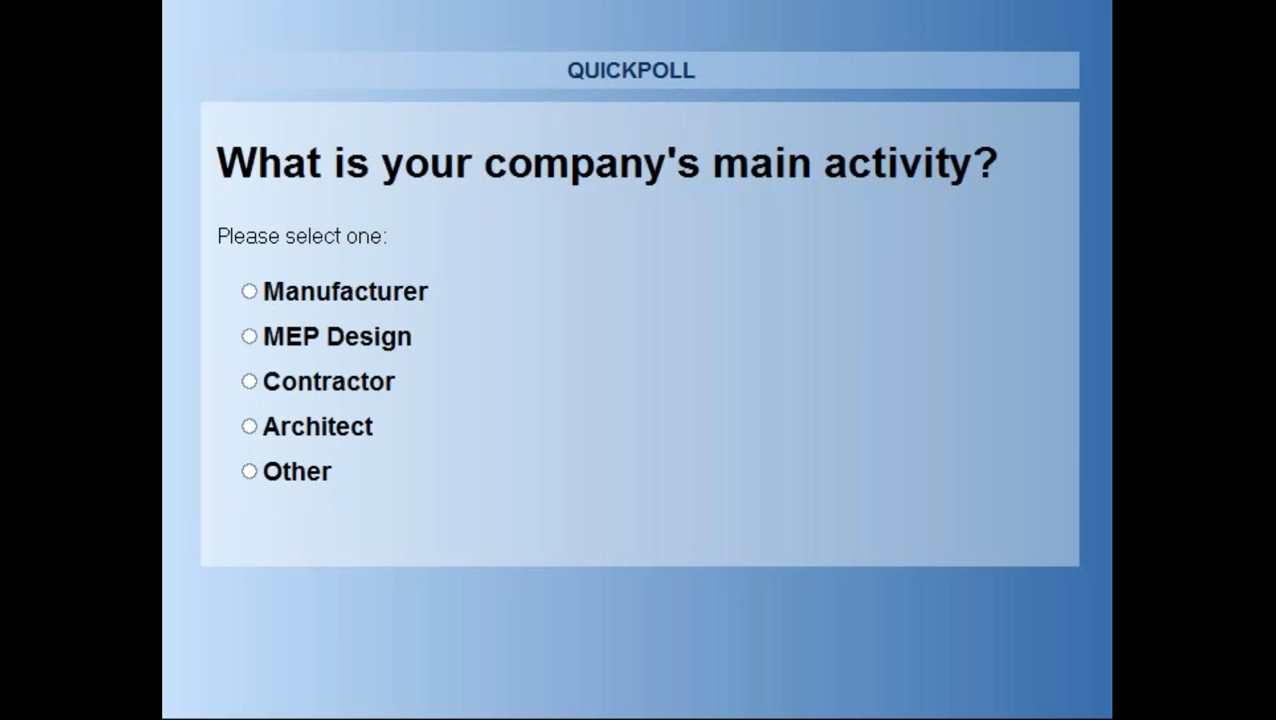 QUICKPOLL
What is your company's main activity?
Please select one:
Manufacturer
MEP Design
Contractor
Architect
Other